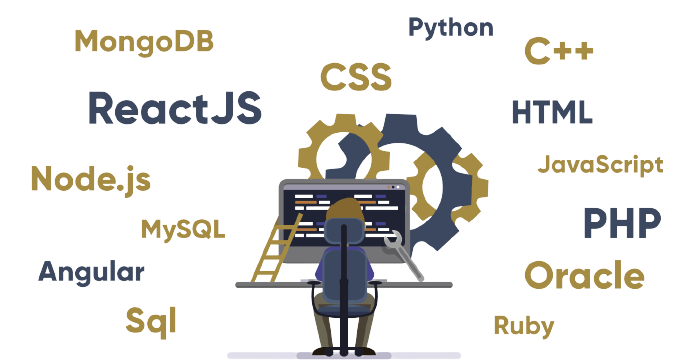 Python
MongoDB
C++
CSS
ReactJS
HTML
JavaScript
Node.js
PHP
MySQL
Angular
Oracle
Sql
Ruby